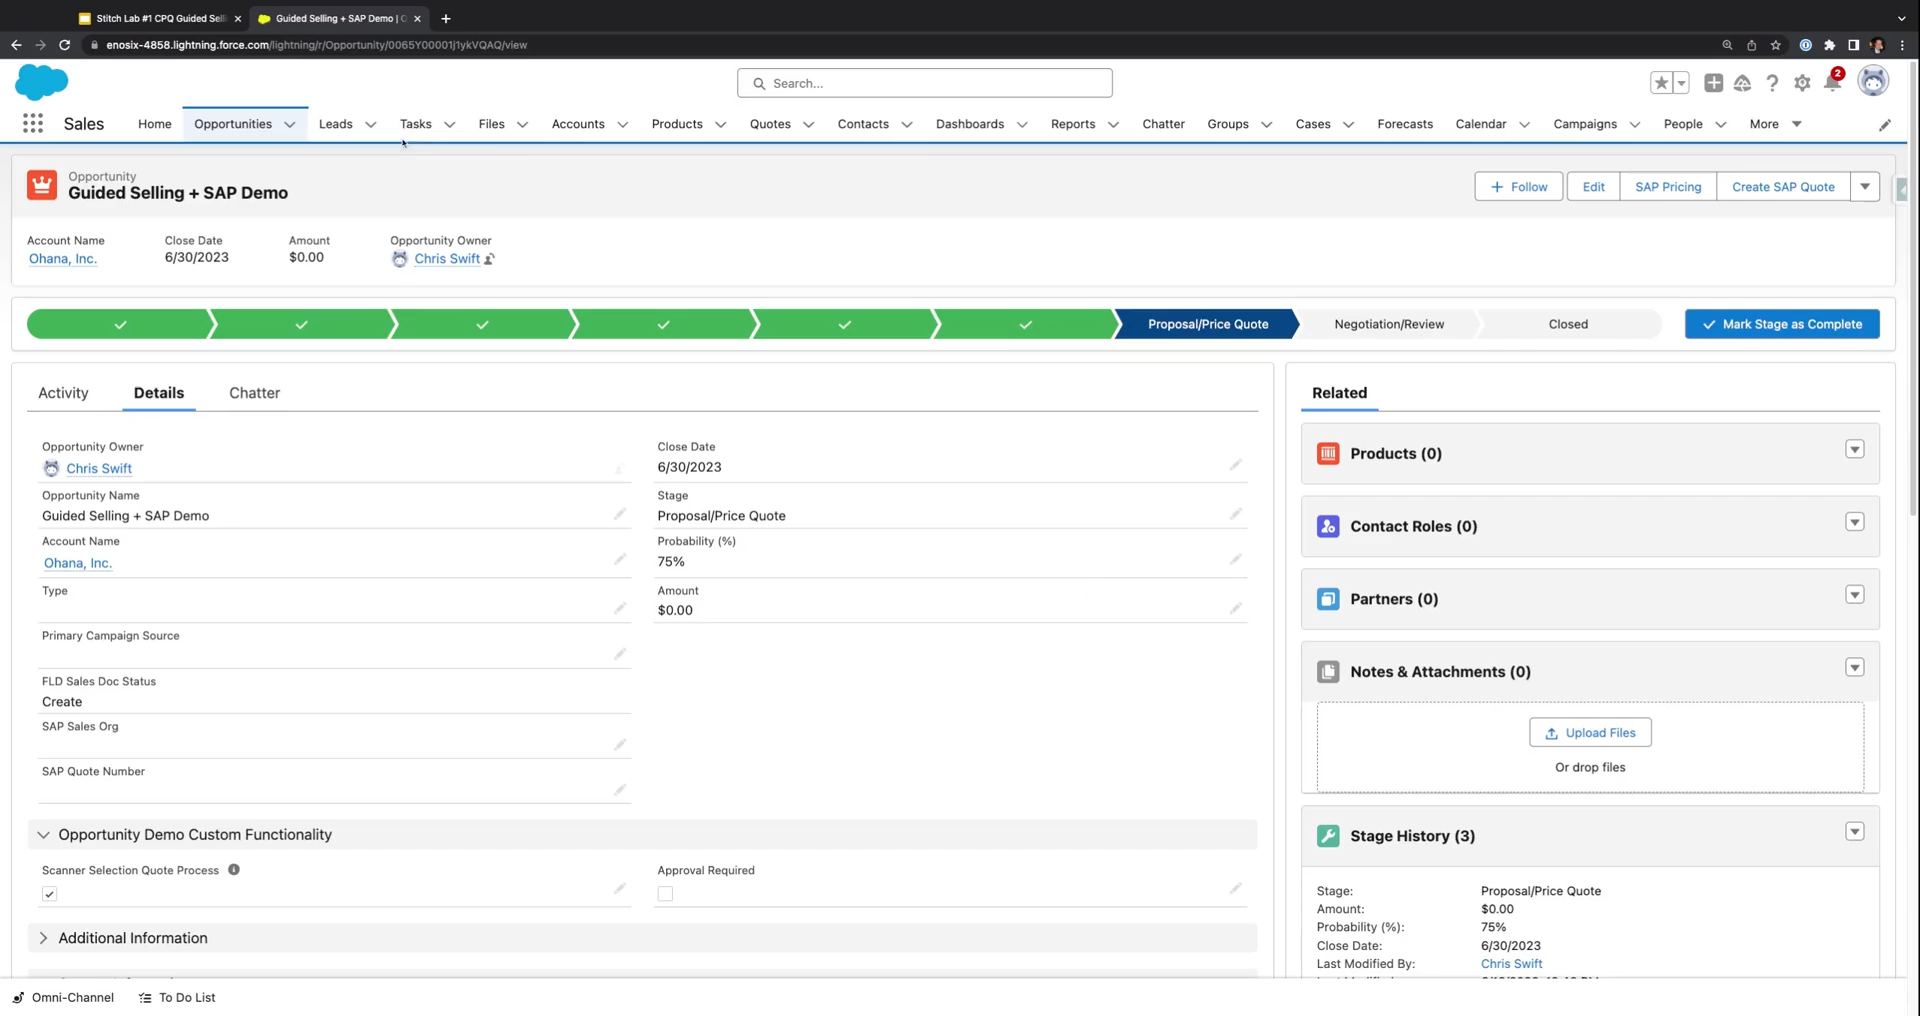 Stitch Lab #1 CPQ Guided Sell
Guided Selling + SAP Demo | O
enosix-4858.lightning.force.com/lightning/r/Opportunity/0065Y00001j1ykVQAQ/view
Search...
2
Sales
Home
Opportunities
Leads
Tasks
Files
Accounts
Products
Quotes
Contacts
Dashboards
Reports
Chatter
Groups
Cases
Forecasts
Calendar
Campaigns
People
More
Opportunity
Guided Selling + SAP Demo
Follow
Edit
SAP Pricing
Create SAP Quote
Account Name
Ohana, Inc.
Close Date
6/30/2023
Amount
$0.00
Opportunity Owner
Chris Swift
Proposal/Price Quote
Negotiation/Review
Closed
Mark Stage as Complete
Activity
Details
Chatter
Opportunity Owner
Chris Swift
Close Date
6/30/2023
Opportunity Name
Guided Selling + SAP Demo
Stage
Proposal/Price Quote
Account Name
Ohana, Inc.
Probability (%)
75%
Type
Amount
$0.00
Primary Campaign Source
FLD Sales Doc Status
Create
SAP Sales Org
SAP Quote Number
Opportunity Demo Custom Functionality
Scanner Selection Quote Process
Approval Required
Additional Information
Related
Products (0)
Contact Roles (0)
Partners (0)
Notes & Attachments (0)
Upload Files
Or drop files
Stage History (3)
Stage: Proposal/Price Quote
Amount: $0.00
Probability (%): 75%
Close Date: 6/30/2023
Last Modified By: Chris Swift
Omni-Channel
To Do List